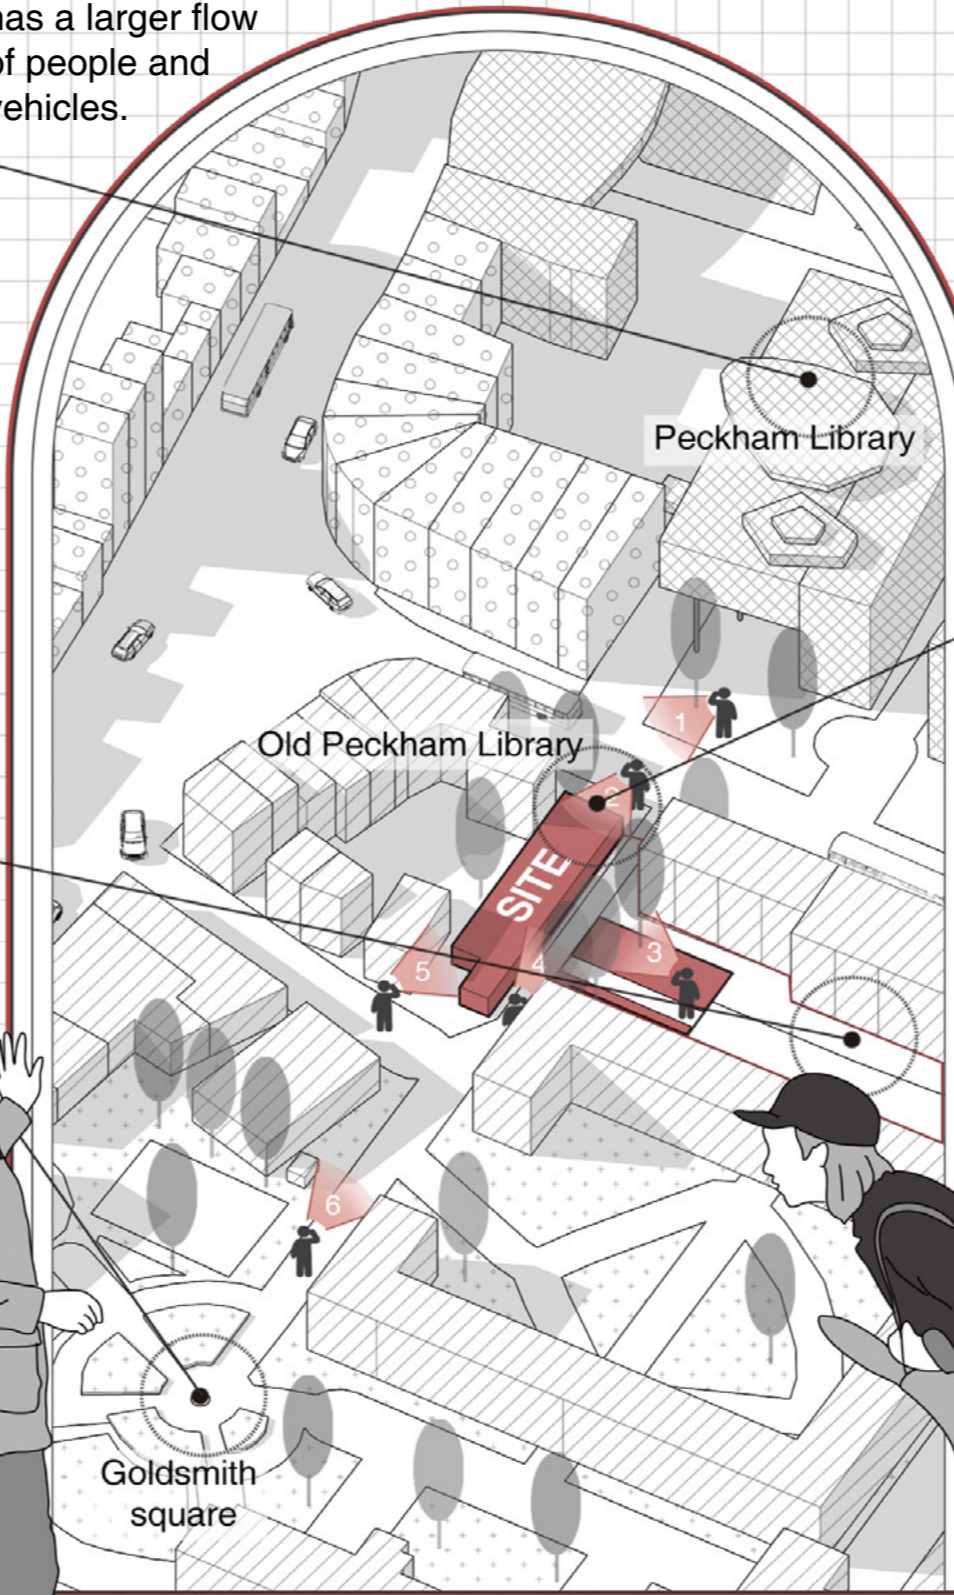 has a larger flow
of people and
vehicles.
Peckham Library
1
Old Peckham Library
2
SITE
3
4
5
6
Goldsmith
square